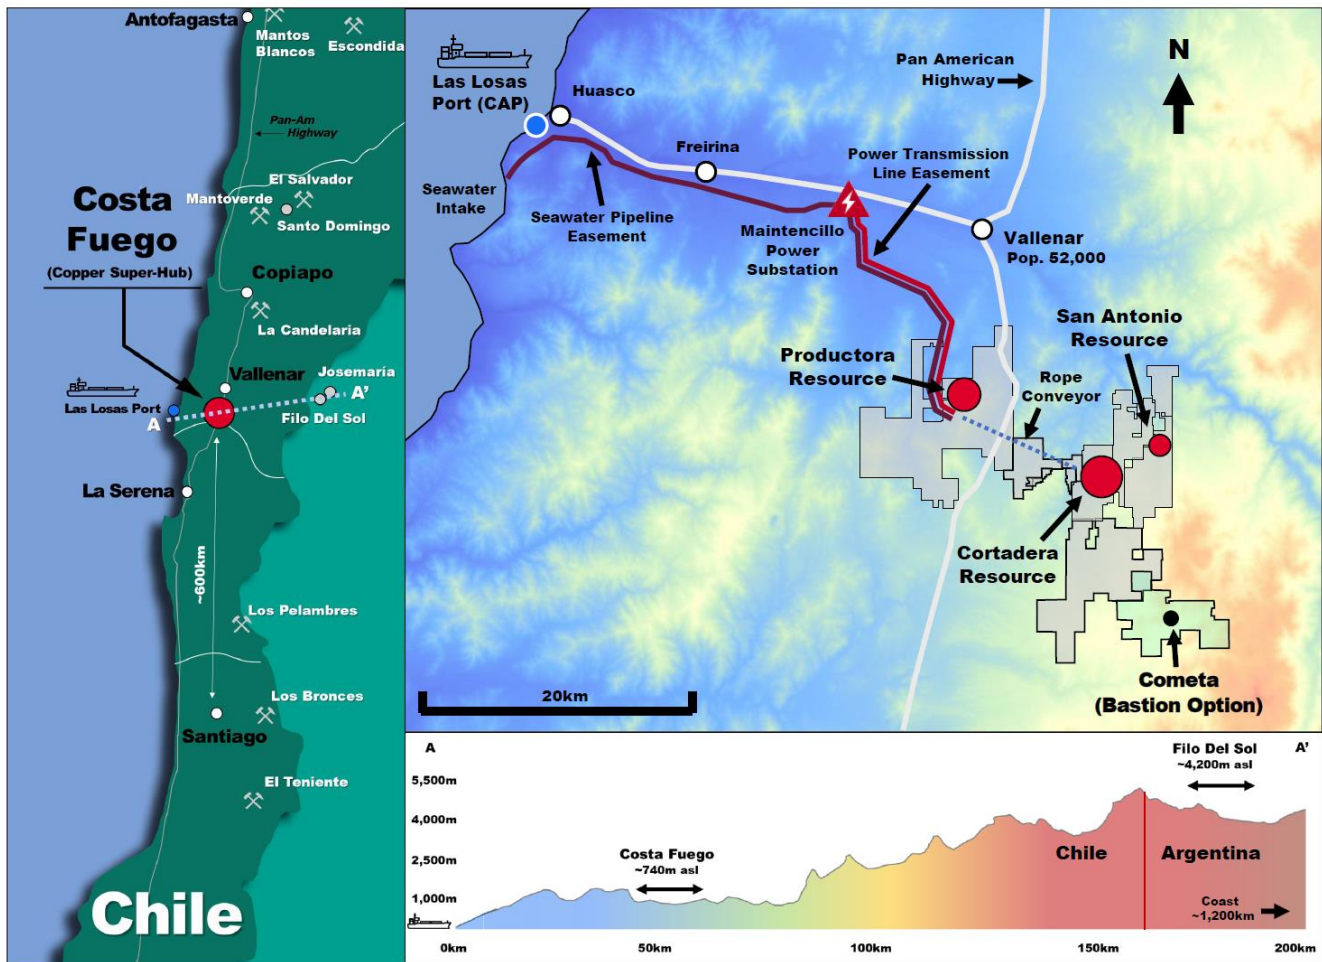 Antofagasta
Mantos
Blancos
Escondida
Pan-Am
Highway
El Salvador
Mantoverde
Santo Domingo
Costa
Fuego
(Copper Super-Hub)
Copiapo
La Candelaria
Vallenar
Josemaria
Las Losas Port
A
A'
Filo Del Sol
La Serena
~600km
Los Pelambres
Los Bronces
Santiago
El Teniente
Chile
Las Losas
Port (CAP)
Huasco
Pan American
Highway
N
Freirina
Power Transmission
Line Easement
Seawater
Intake
Seawater Pipeline
Easement
Maintencillo
Power
Substation
Vallenar
Pop. 52,000
San Antonio
Resource
Productora
Resource
Rope
Conveyor
Cortadera
Resource
20km
Cometa
(Bastion Option)
A
Filo Del Sol
~4,200m asl
A'
5,500m
4,000m
2,500m
1,000m
Costa Fuego
~740m asl
Chile
Argentina
Coast
~1,200km
0km
50km
100km
150km
200km